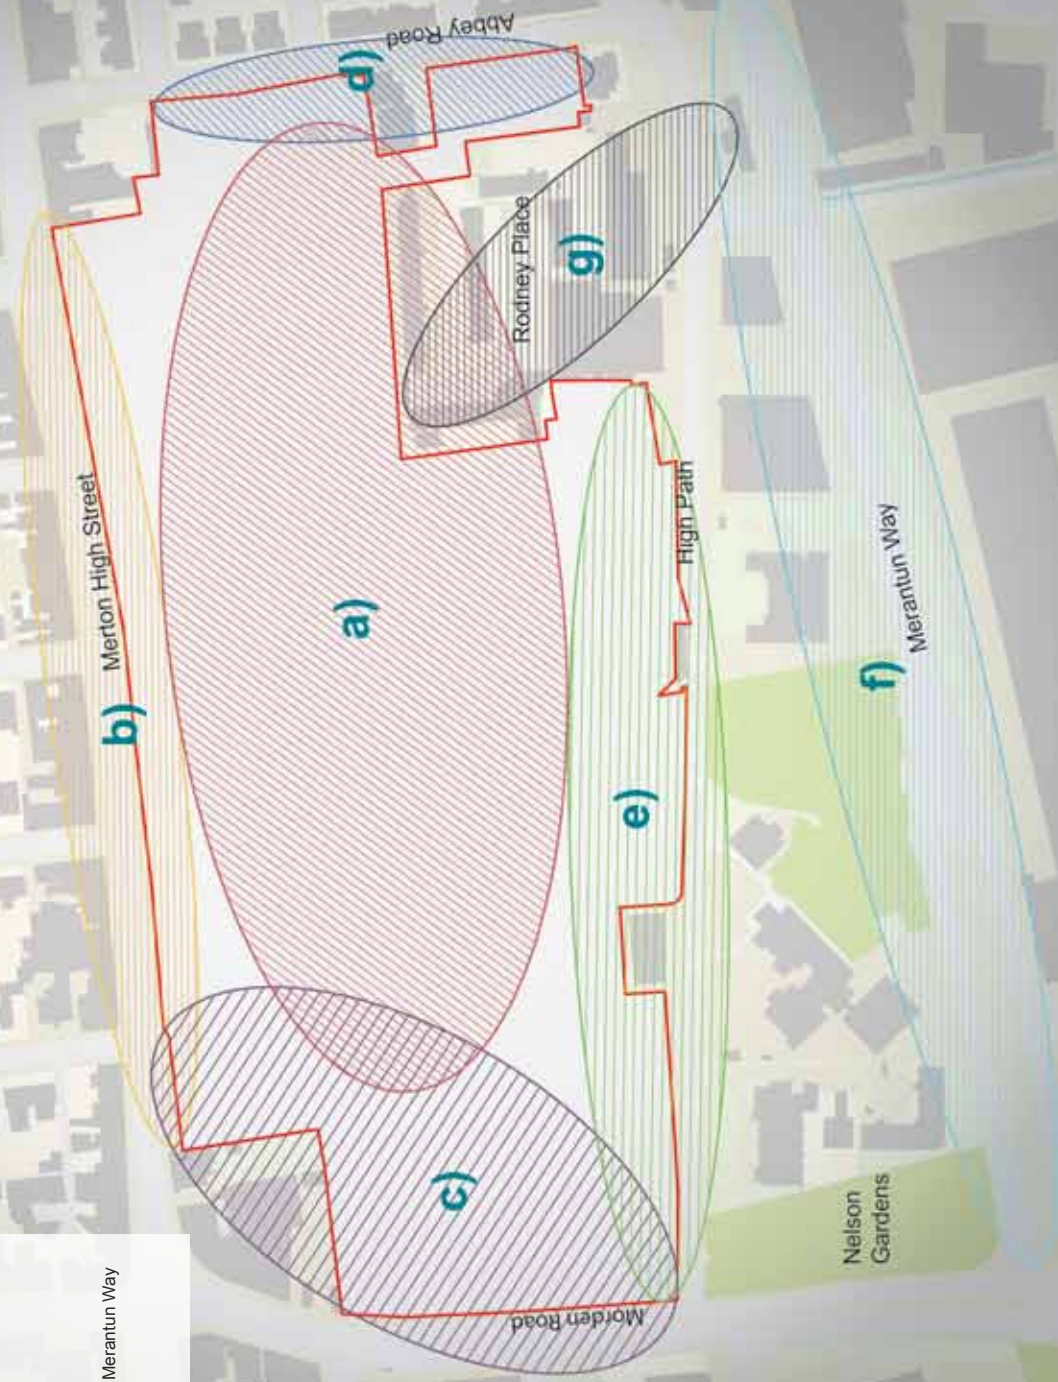 Merantun Way
Merton High Street
b)
Abbey Road
d)
a)
c)
Morden Road
Rodney Place
g)
e)
High Path
f)
Merantun Way
Nelson
Gardens